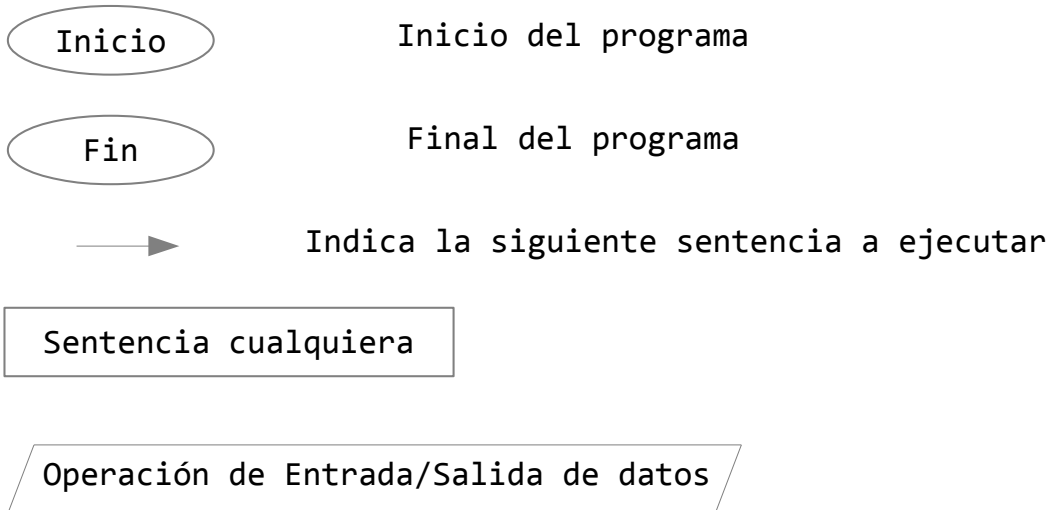 Inicio Inicio del programa
Fin Final del programa
Indica la siguiente sentencia a ejecutar
Sentencia cualquiera
Operación de Entrada/Salida de datos